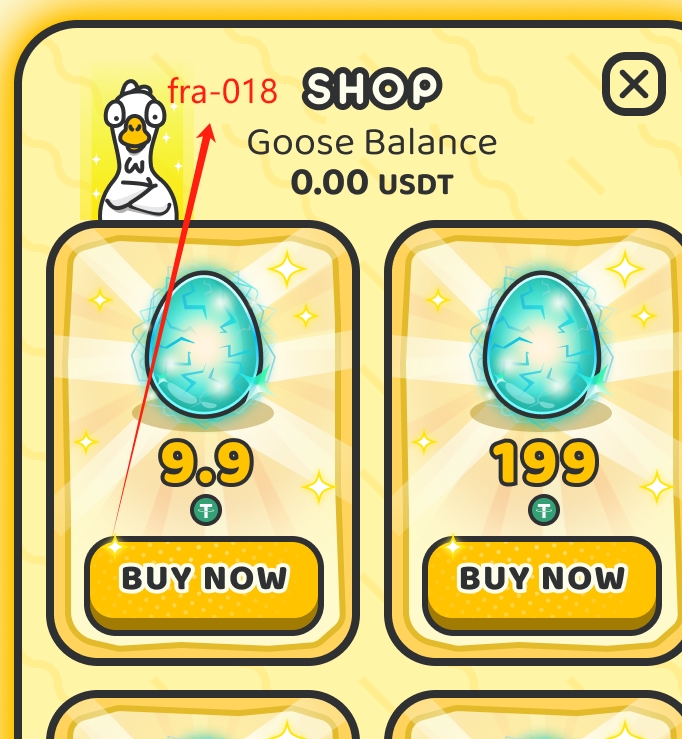 fra-018
SHOP
Goose Balance
0.00 USDT
9.9
199
BUY NOW
BUY NOW